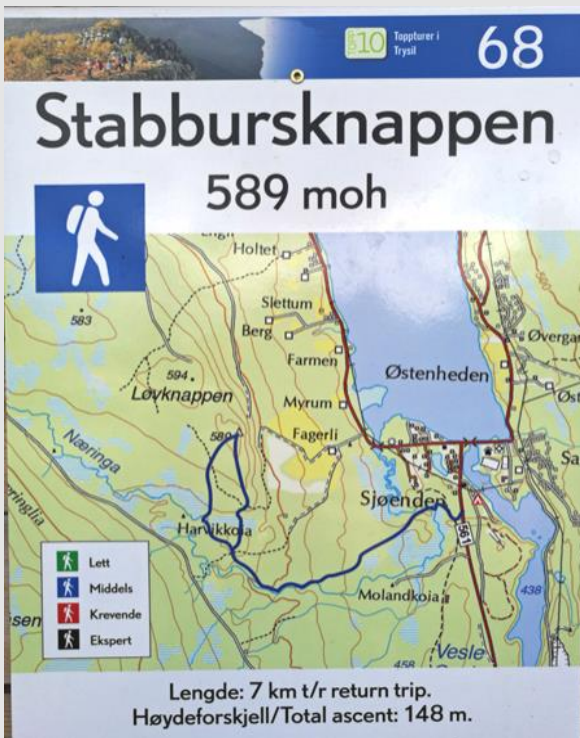 TOPP 10
Toppturer i
Trysil
68
Stabbursknappen
589 moh
Holtet
Slettum
583
Berg
Farmen
Øvergar
594
Løvknappen
Østenheden
Myrum
589
Fagerli
Næringa
Sjøenden
Harvikkoia
561
Lett
Middels
Krevende
Ekspert
Molandkoia
438
Vesle
458
Lengde: 7 km t/r return trip.
Høydeforskjell/Total ascent: 148 m.